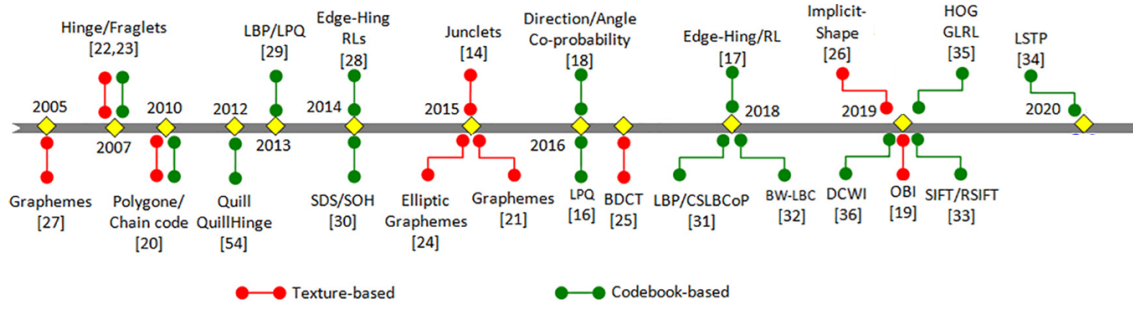 Hinge/Fraglets
[22,23]
LBP/LPQ
[29]
Edge-Hing
RLs
[28]
Junclets
[14]
Direction/Angle
Co-probability
[18]
Edge-Hing/RL
[17]
Implicit-
Shape
[26]
HOG
GLRL
[35]
LSTP
[34]
2005
2007
2010
2012
2013
2014
2015
2016
2018
2019
2020
Graphemes
[27]
Polygone/
Chain code
[20]
Quill
QuillHinge
[54]
SDS/SOH
[30]
Elliptic
Graphemes
[24]
Graphemes
[21]
LPQ
[16]
BDCT
[25]
LBP/CSLBCoP
[31]
BW-LBC
[32]
DCWI
[36]
OBI
[19]
SIFT/RSIFT
[33]
Texture-based
Codebook-based